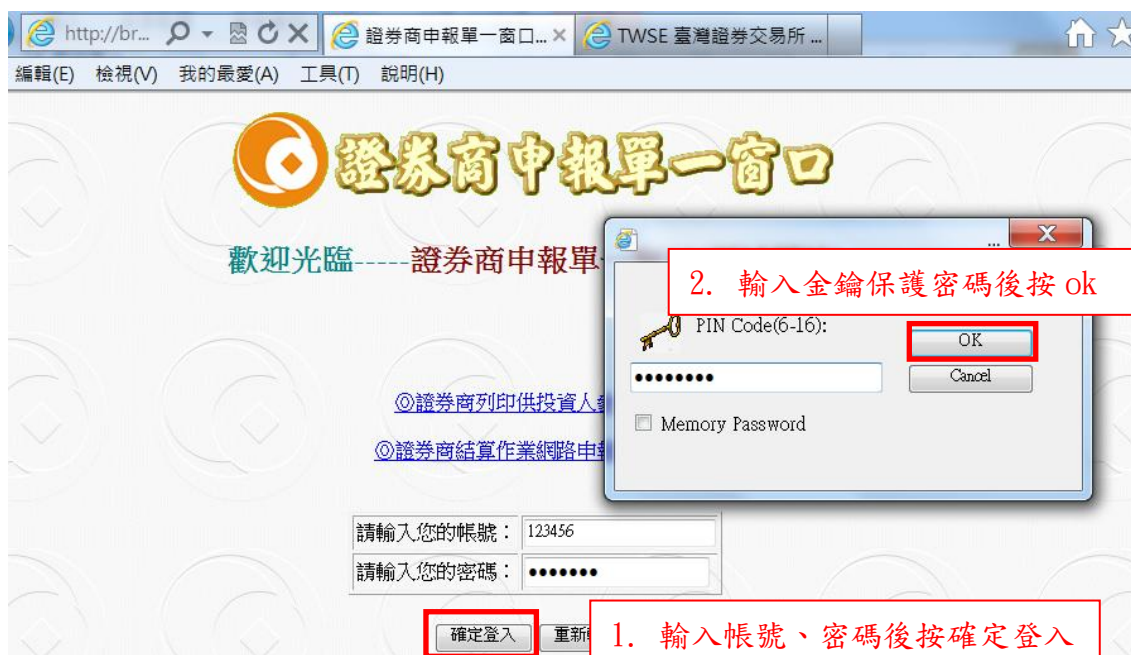 http://br...
證券商申報單一窗口...
TWSE 臺灣證券交易所 ...
編輯(E) 檢視(V) 我的最愛(A) 工具(T) 說明(H)
證券商申報單一窗口
歡迎光臨-----證券商申報單
...
2. 輸入金鑰保護密碼後按 ok
PIN Code(6-16):
OK
Cancel
Memory Password
◎證券商列印供投資人
◎證券商結算作業網路申
請輸入您的帳號：
123456
請輸入您的密碼：
•••••••
確定登入
重新
1. 輸入帳號、密碼後按確定登入